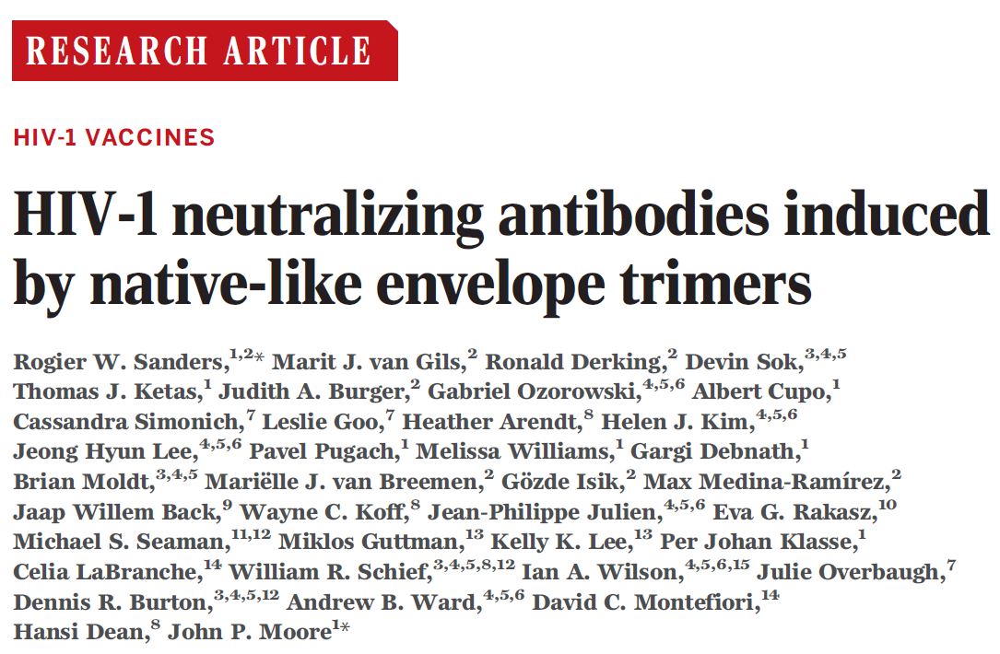 RESEARCH ARTICLE
HIV-1 VACCINES
HIV-1 neutralizing antibodies induced
by native-like envelope trimers
Rogier W. Sanders,1,2* Marit J. van Gils,2 Ronald Derking,2 Devin Sok,3,4,5
Thomas J. Ketas,1 Judith A. Burger,2 Gabriel Ozorowski,4,5,6 Albert Cupo,1
Cassandra Simonich,7 Leslie Goo,7 Heather Arendt,8 Helen J. Kim,4,5,6
Jeong Hyun Lee,4,5,6 Pavel Pugach,1 Melissa Williams,1 Gargi Debnath,1
Brian Moldt,3,4,5 Mariëlle J. van Breemen,2 Gözde Isik,2 Max Medina-Ramírez,2
Jaap Willem Back,9 Wayne C. Koff,8 Jean-Philippe Julien,4,5,6 Eva G. Rakasz,10
Michael S. Seaman,11,12 Miklos Guttman,13 Kelly K. Lee,13 Per Johan Klasse,1
Celia LaBranche,14 William R. Schief,3,4,5,8,12 Ian A. Wilson,4,5,6,15 Julie Overbaugh,7
Dennis R. Burton,3,4,5,12 Andrew B. Ward,4,5,6 David C. Montefiori,14
Hansi Dean,8 John P. Moore1*